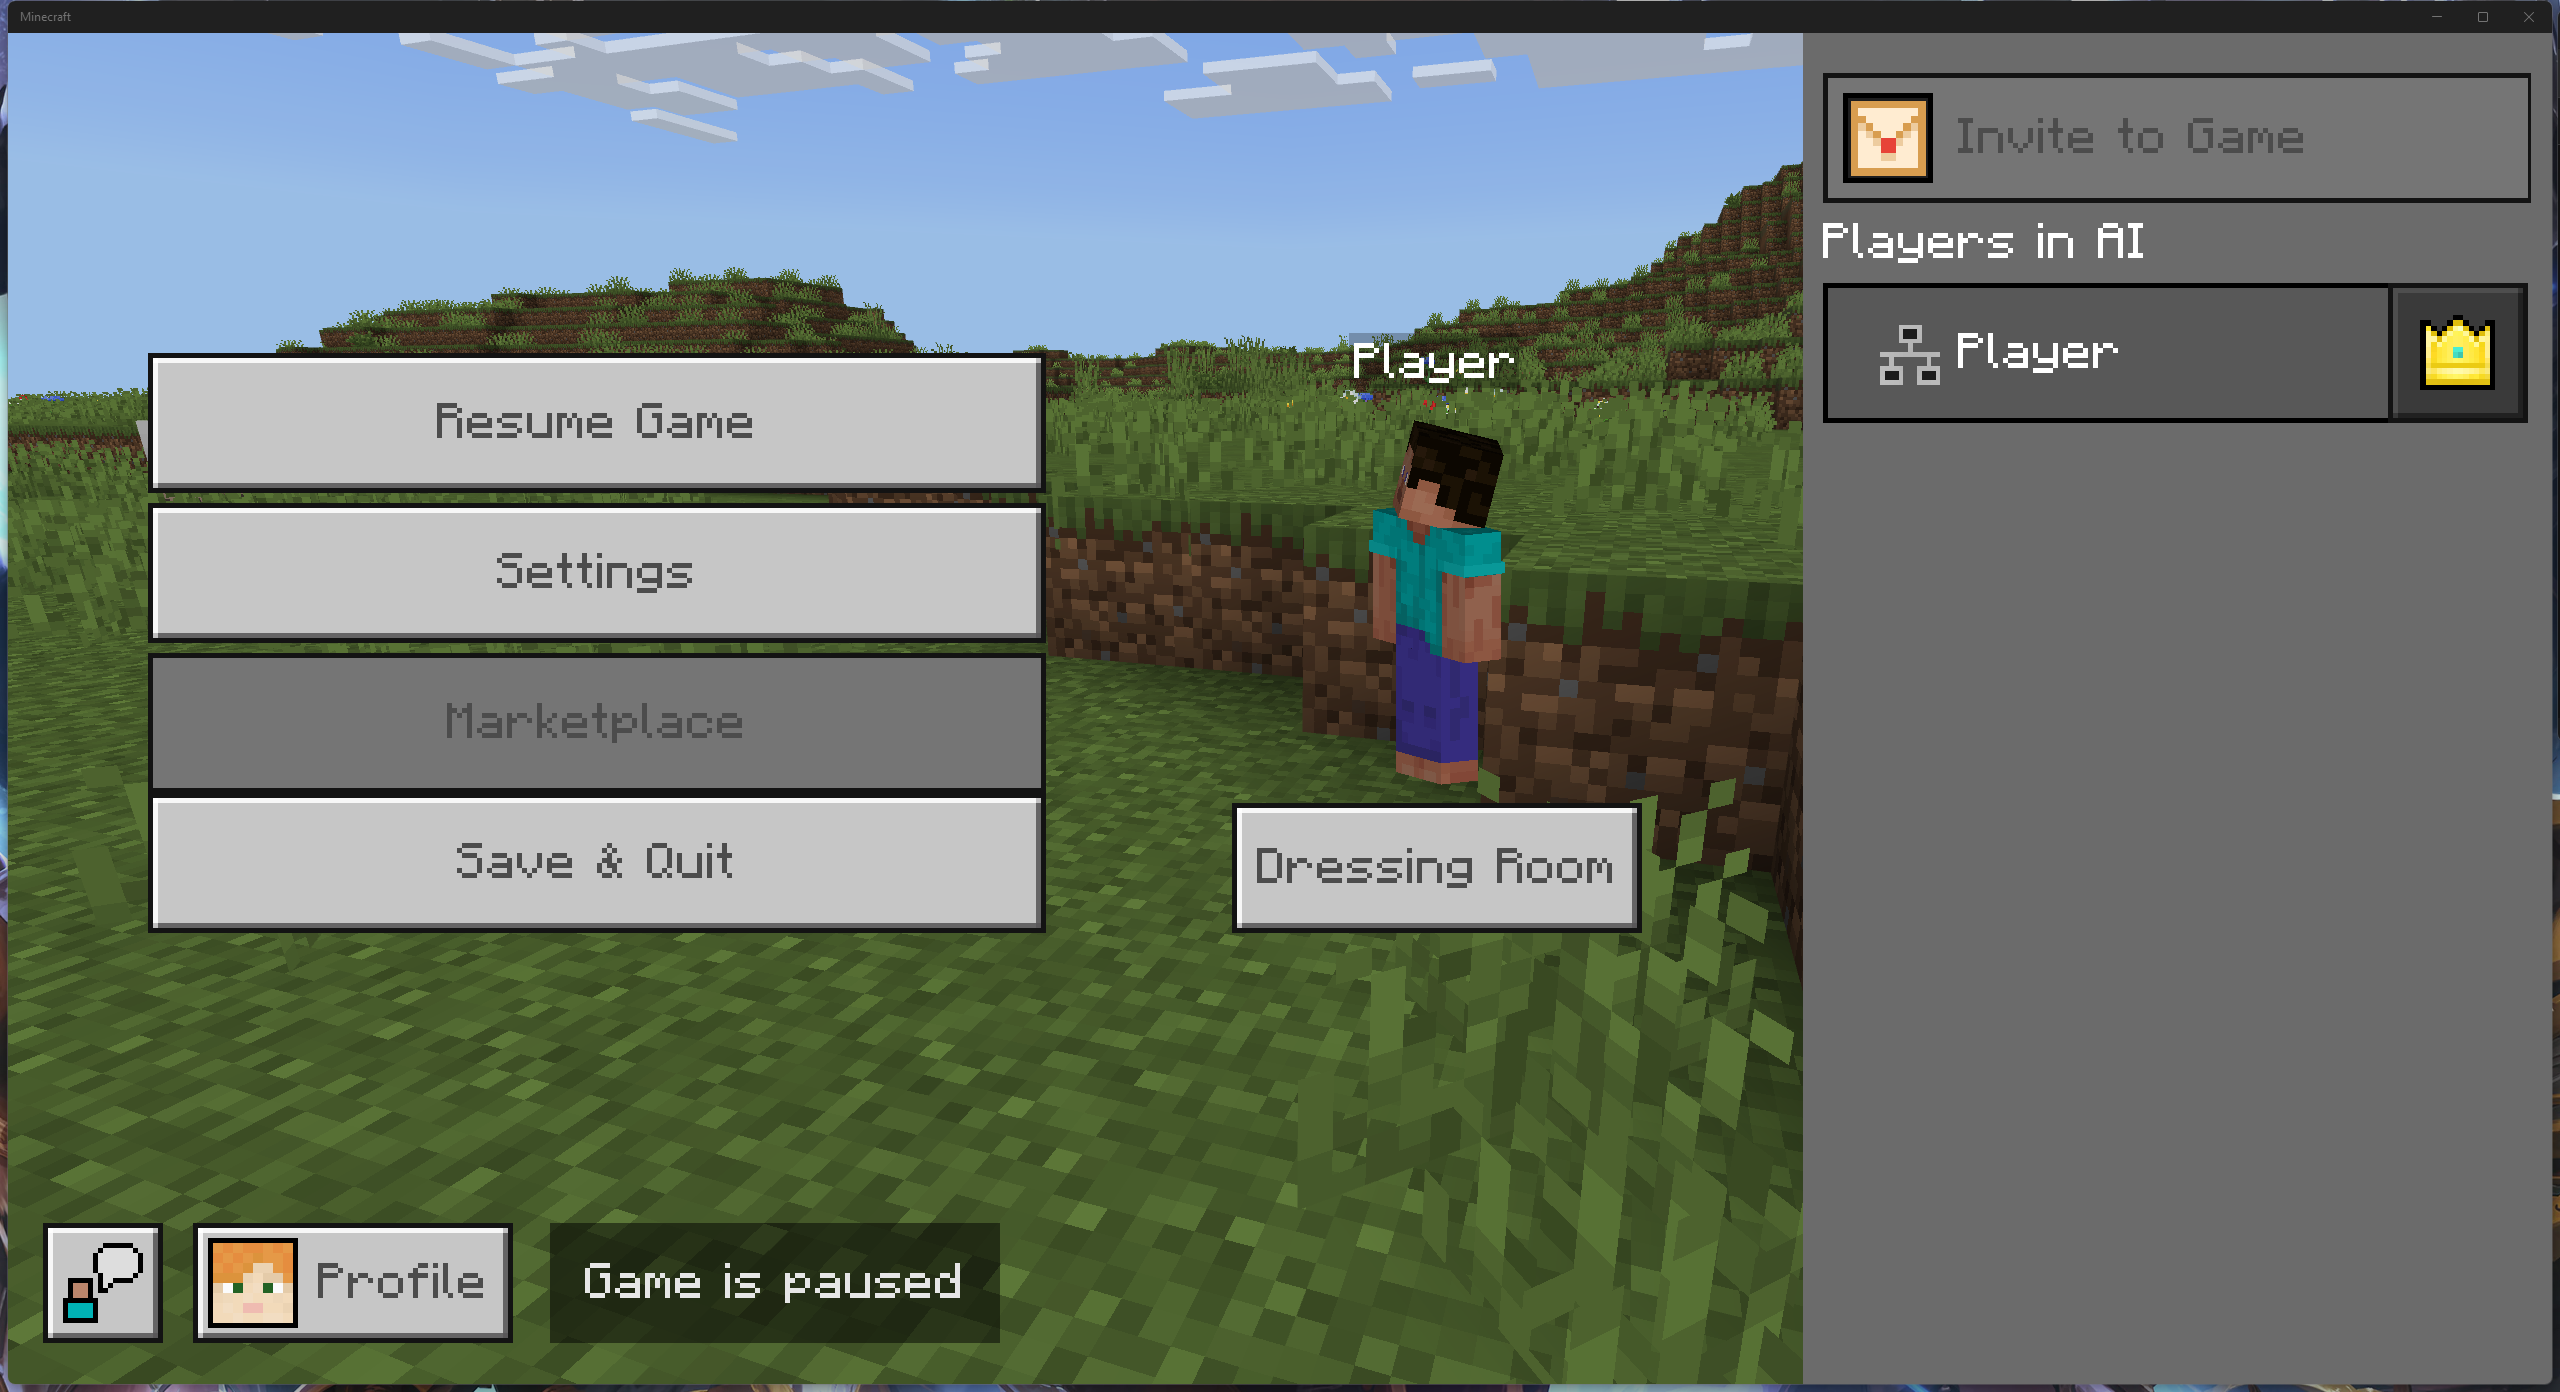 Minecraft
Invite to Game
Players in AI
Player
Player
Resume Game
Settings
Marketplace
Save & Quit
Dressing Room
Profile
Game is paused